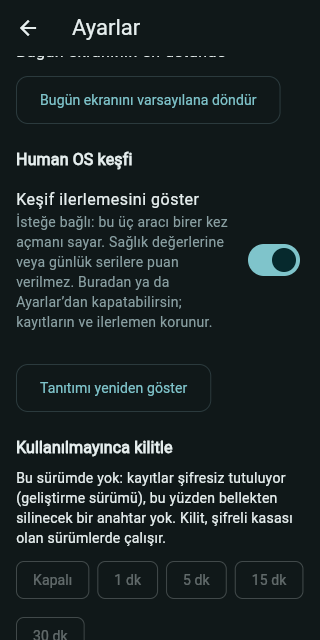 Ayarlar
Bugün ekranını varsayılana döndür
Human OS keşfi
Keşif ilerlemesini göster
İsteğe bağlı: bu üç aracı birer kez
açmanı sayar. Sağlık değerlerine
veya günlük serilere puan
verilmez. Buradan ya da
Ayarlar’dan kapatabilirsin;
kayıtların ve ilerlemen korunur.
Tanıtımı yeniden göster
Kullanılmayınca kilitle
Bu sürümde yok: kayıtlar şifresiz tutuluyor
(geliştirme sürümü), bu yüzden bellekten
silinecek bir anahtar yok. Kilit, şifreli kasası
olan sürümlerde çalışır.
Kapalı 1 dk 5 dk 15 dk
30 dk